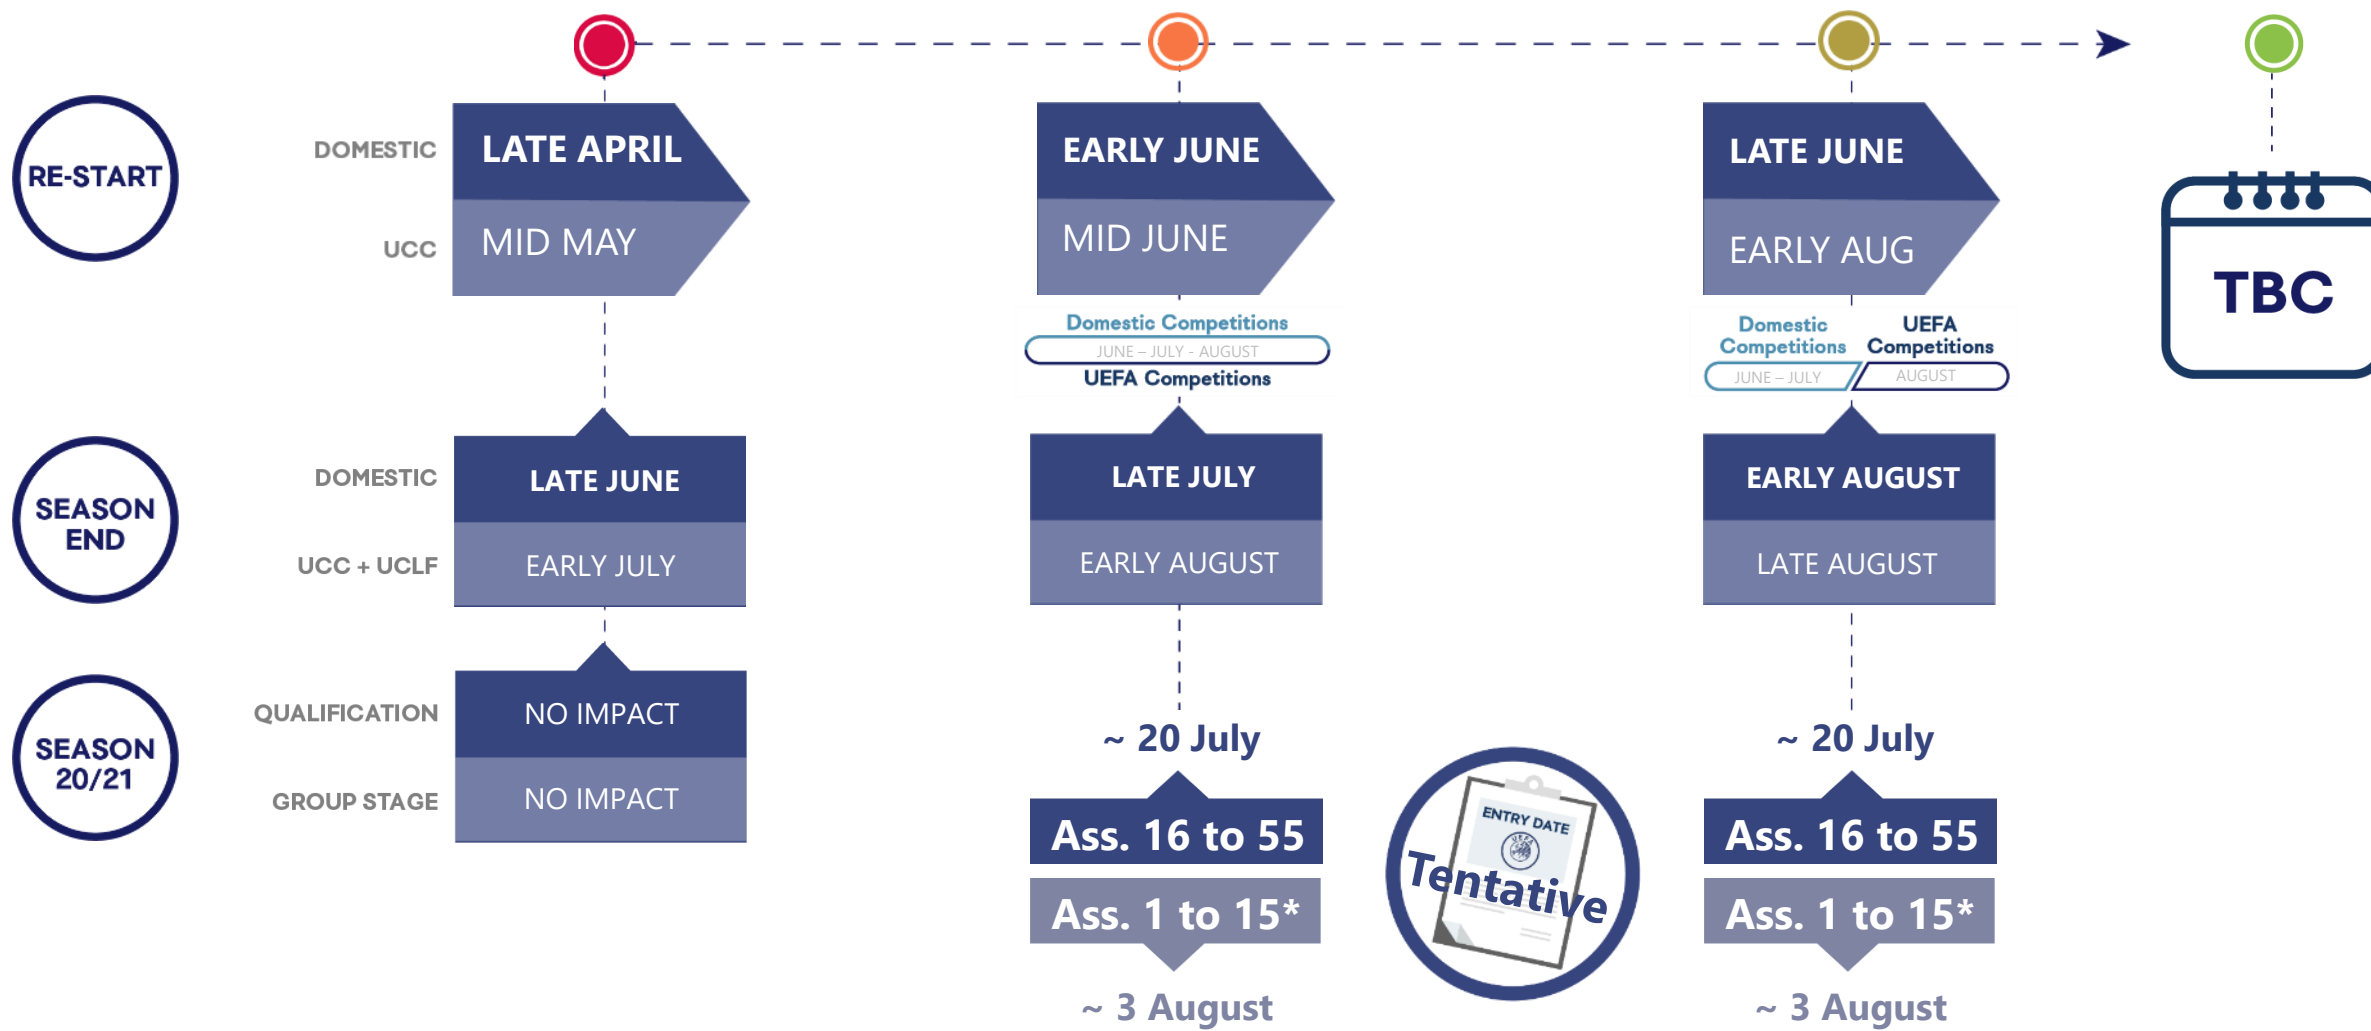 RE-START
DOMESTIC
UCC
LATE APRIL
MID MAY
EARLY JUNE
MID JUNE
Domestic Competitions
JUNE – JULY - AUGUST
UEFA Competitions
LATE JUNE
EARLY AUG
Domestic
Competitions
UEFA
Competitions
JUNE – JULY
AUGUST
TBC
SEASON
END
DOMESTIC
UCC + UCLF
LATE JUNE
EARLY JULY
LATE JULY
EARLY AUGUST
EARLY AUGUST
LATE AUGUST
SEASON
20/21
QUALIFICATION
GROUP STAGE
NO IMPACT
NO IMPACT
~ 20 July
Ass. 16 to 55
Ass. 1 to 15*
~ 3 August
ENTRY DATE
UEFA
Tentative
~ 20 July
Ass. 16 to 55
Ass. 1 to 15*
~ 3 August